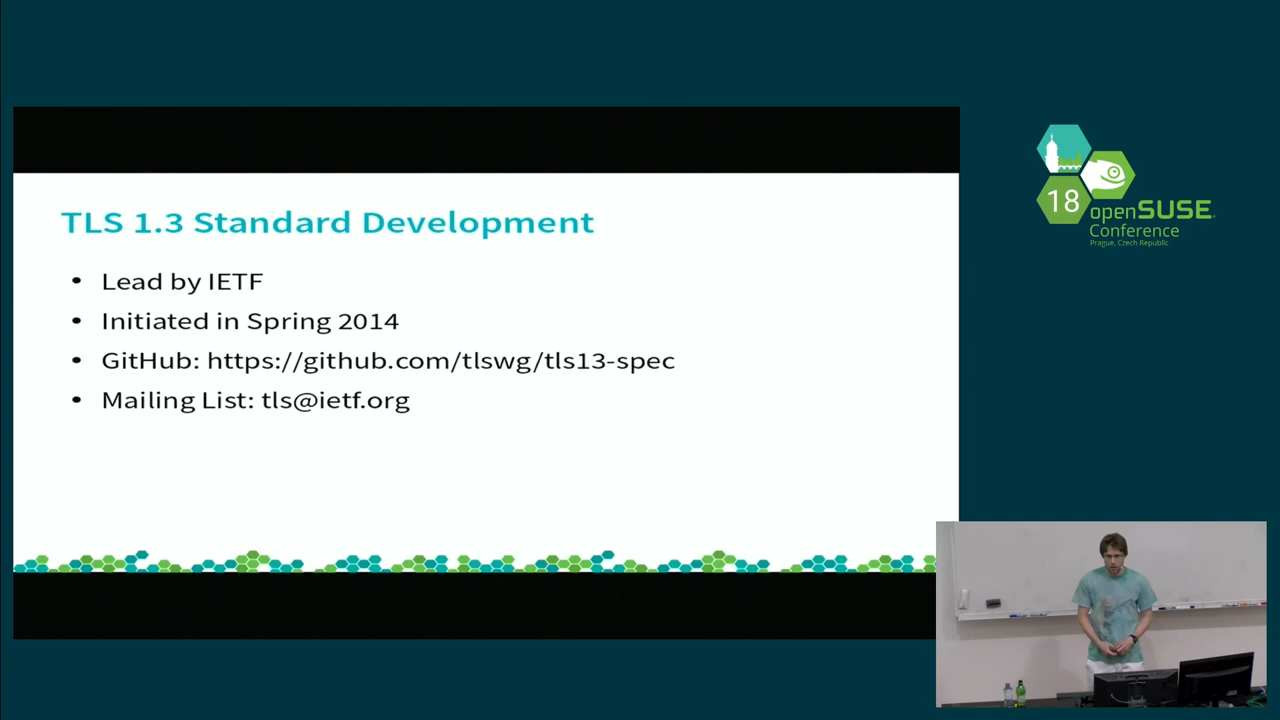 TLS 1.3 Standard Development
• Lead by IETF
• Initiated in Spring 2014
• GitHub: https://github.com/tlswg/tls13-spec
• Mailing List: tls@ietf.org
18
openSUSE
Conference
Prague, Czech Republic